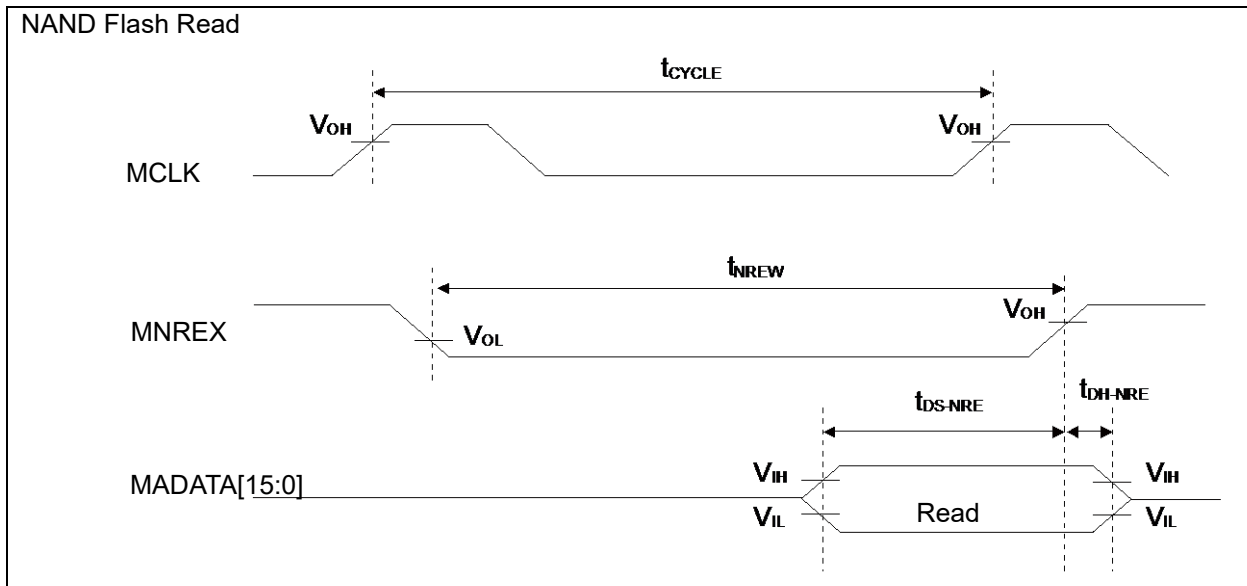 NAND Flash Read
tCYCLE
VOH VOH
MCLK
tNREW
VOH
MNREX
VOL
tDS-NRE tDH-NRE
VIH VIH
MADATA[15:0]
VIL Read VIL